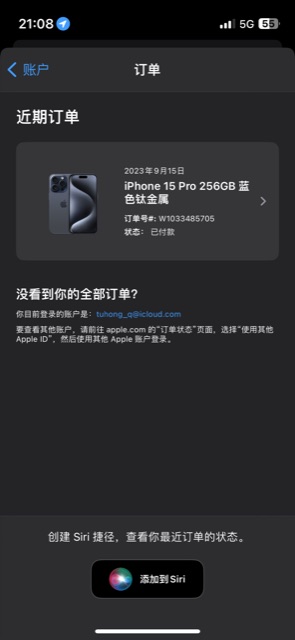 21:08
5G
55
账户
订单
近期订单
2023年9月15日
iPhone 15 Pro 256GB 蓝
色钛金属
订单号#: W1033485705
状态： 已付款
没看到你的全部订单？
你目前登录的账户是：tuhong_q@icloud.com
要查看其他账户，请前往 apple.com 的“订单状态”页面，选择“使用其他
Apple ID”，然后使用其他 Apple 账户登录。
创建 Siri 捷径，查看你最近订单的状态。
添加到 Siri